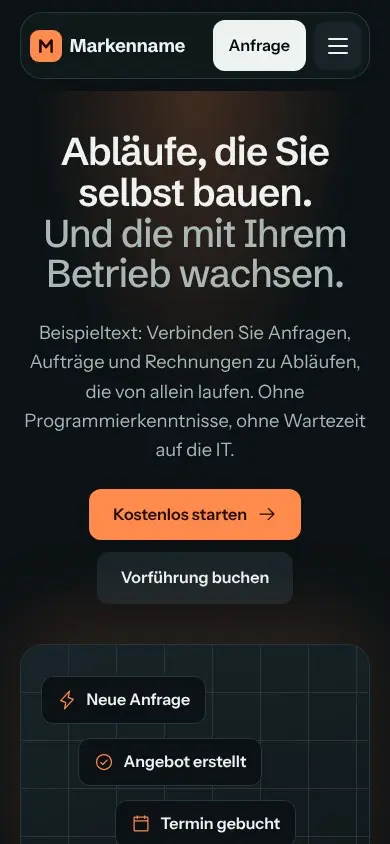 M Markenname
Anfrage
Abläufe, die Sie
selbst bauen.
Und die mit Ihrem
Betrieb wachsen.
Beispieltext: Verbinden Sie Anfragen,
Aufträge und Rechnungen zu Abläufen,
die von allein laufen. Ohne
Programmierkenntnisse, ohne Wartezeit
auf die IT.
Kostenlos starten →
Vorführung buchen
Neue Anfrage
Angebot erstellt
Termin gebucht